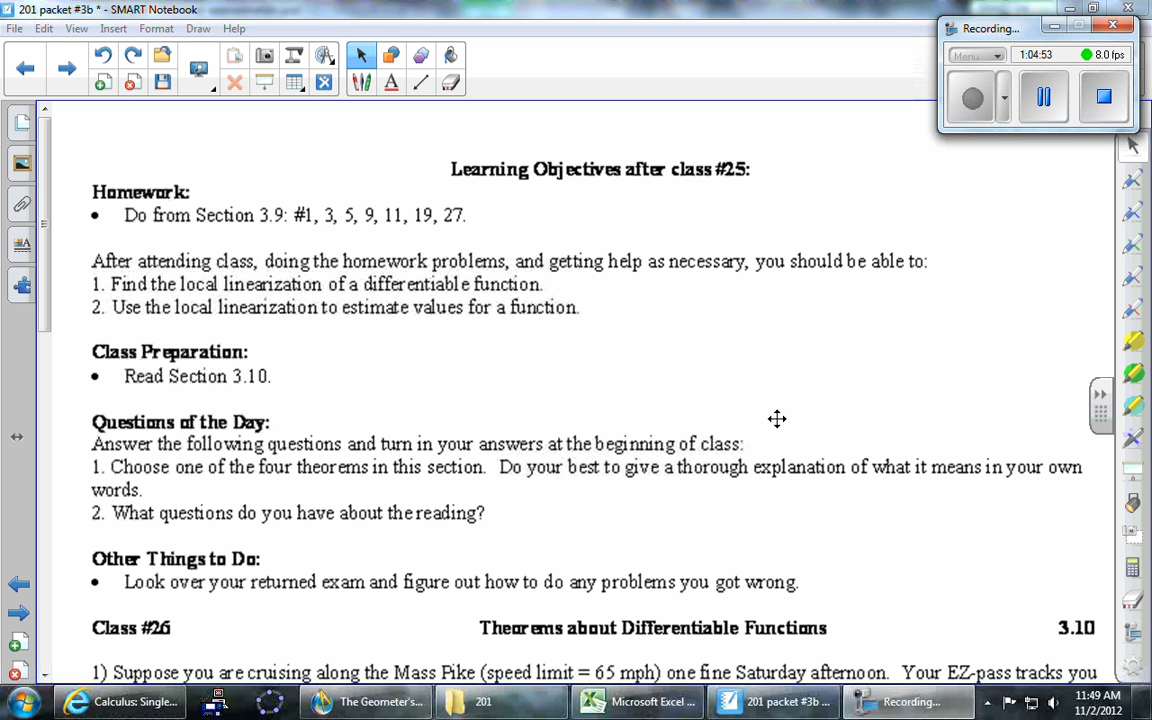 201 packet #3b * - SMART Notebook
File Edit View Insert Format Draw Help
Recording...
Menu 1:04:53 8.0 fps
Learning Objectives after class #25:
Homework:
• Do from Section 3.9: #1, 3, 5, 9, 11, 19, 27.
After attending class, doing the homework problems, and getting help as necessary, you should be able to:
1. Find the local linearization of a differentiable function.
2. Use the local linearization to estimate values for a function.
Class Preparation:
• Read Section 3.10.
Questions of the Day:
Answer the following questions and turn in your answers at the beginning of class:
1. Choose one of the four theorems in this section. Do your best to give a thorough explanation of what it means in your own
words.
2. What questions do you have about the reading?
Other Things to Do:
• Look over your returned exam and figure out how to do any problems you got wrong.
Class #26 Theorems about Differentiable Functions 3.10
1) Suppose you are cruising along the Mass Pike (speed limit = 65 mph) one fine Saturday afternoon. Your EZ-pass tracks you
Calculus: Single... The Geometer's... 201 Microsoft Excel ... 201 packet #3b ... Recording... 11:49 AM
11/2/2012